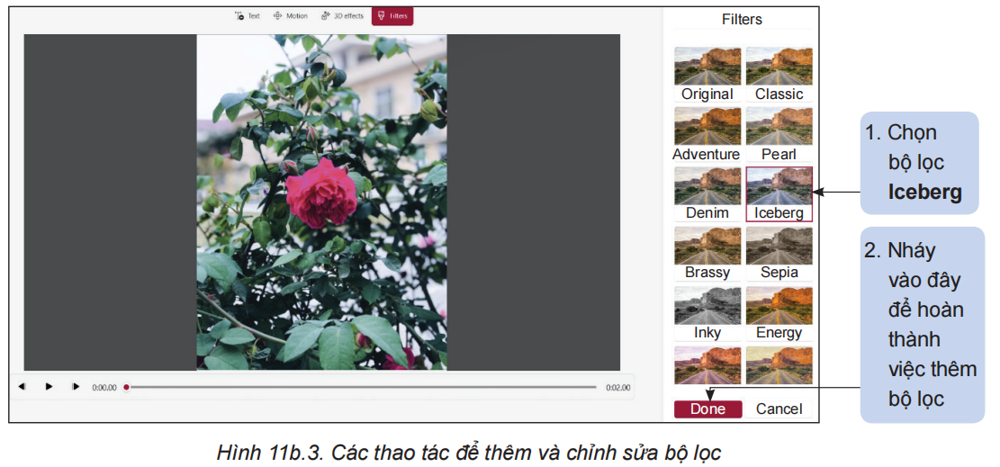 Text Motion 3D effects Filters
Filters
Original Classic
Adventure Pearl
Denim Iceberg
Brassy Sepia
Inky Energy
Done Cancel
0:00.00 0:02.00
1. Chọn
bộ lọc
Iceberg
2. Nháy
vào đây
để hoàn
thành
việc thêm
bộ lọc
Hình 11b.3. Các thao tác để thêm và chỉnh sửa bộ lọc